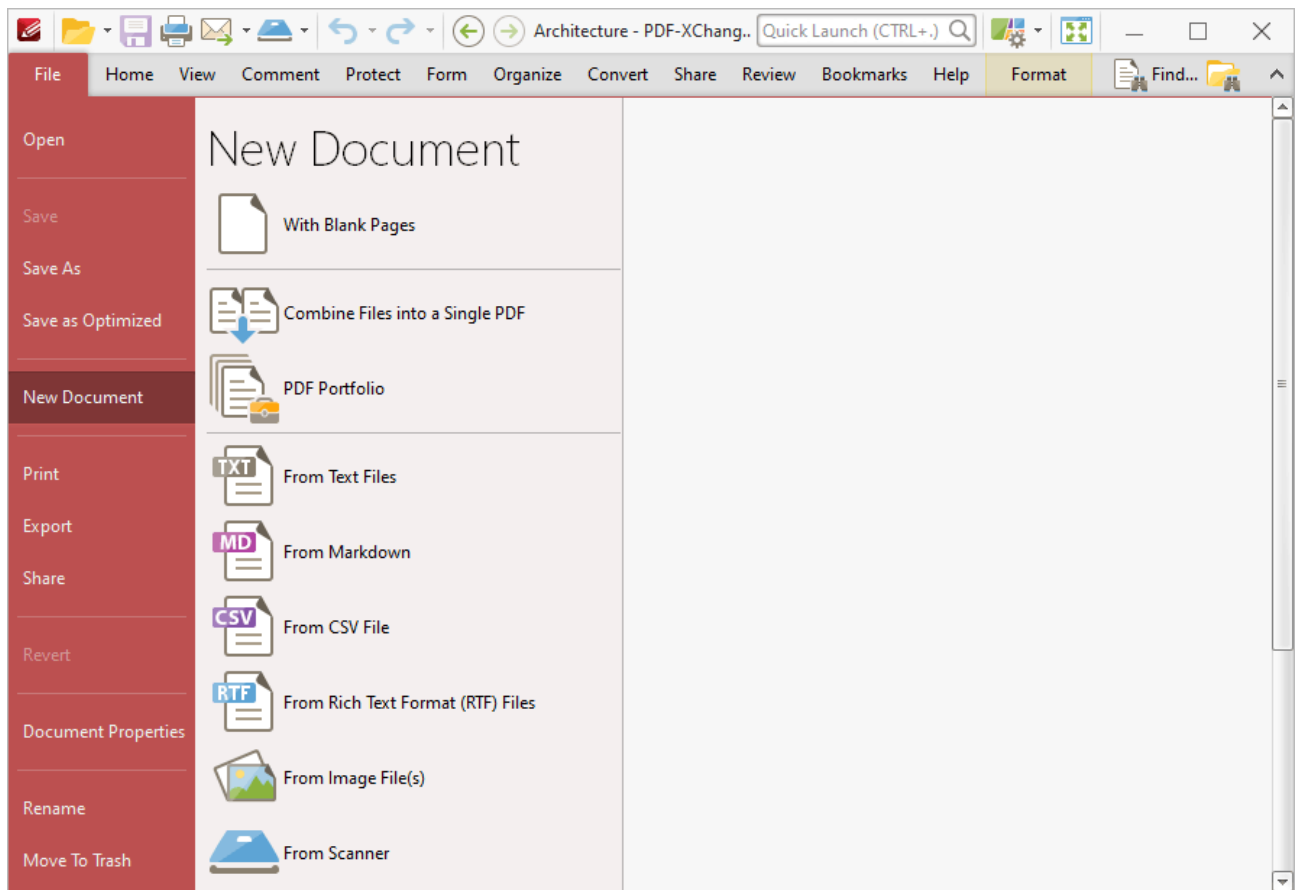 Architecture - PDF-XChang.. Quick Launch (CTRL+.)
File Home View Comment Protect Form Organize Convert Share Review Bookmarks Help Format Find...
Open
Save
Save As
Save as Optimized
New Document
Print
Export
Share
Revert
Document Properties
Rename
Move To Trash
New Document
With Blank Pages
Combine Files into a Single PDF
PDF Portfolio
TXT From Text Files
MD From Markdown
CSV From CSV File
RTF From Rich Text Format (RTF) Files
From Image File(s)
From Scanner